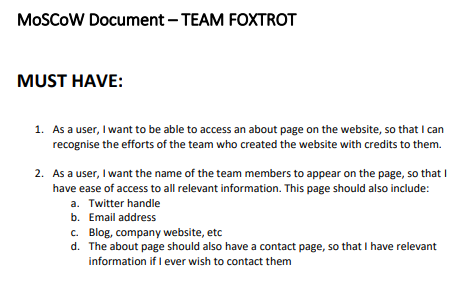 MoSCoW Document – TEAM FOXTROT
MUST HAVE:
1. As a user, I want to be able to access an about page on the website, so that I can
recognise the efforts of the team who created the website with credits to them.
2. As a user, I want the name of the team members to appear on the page, so that I
have ease of access to all relevant information. This page should also include:
a. Twitter handle
b. Email address
c. Blog, company website, etc
d. The about page should also have a contact page, so that I have relevant
information if I ever wish to contact them